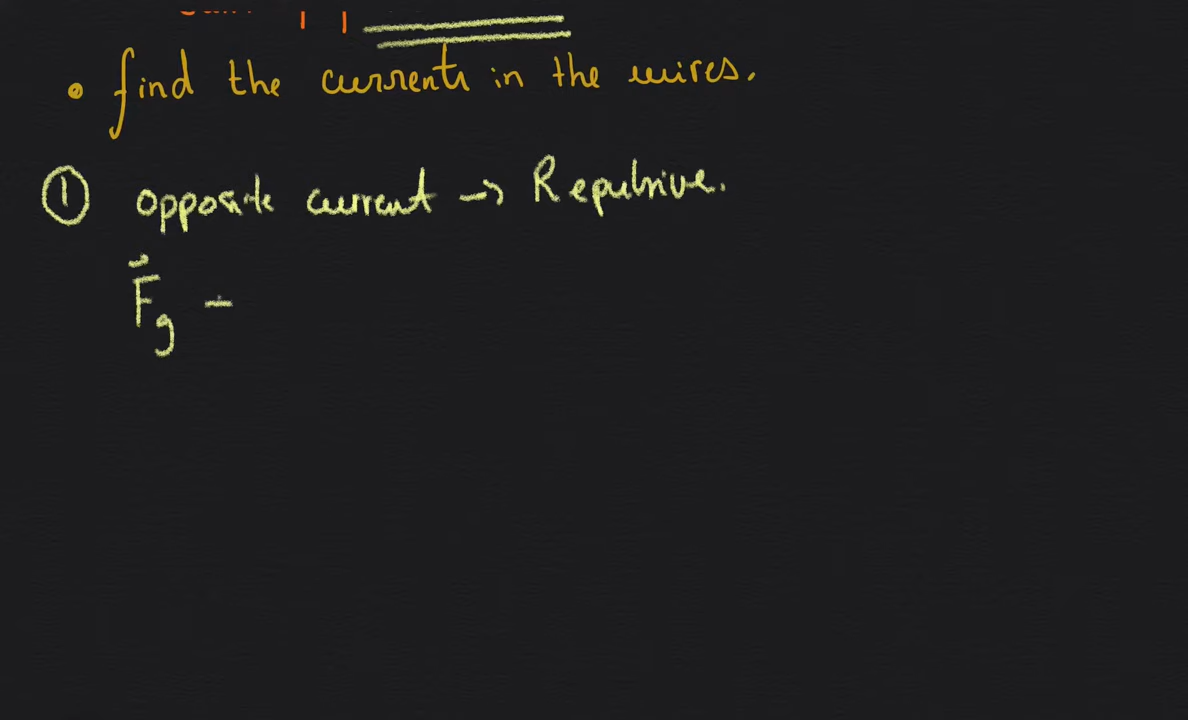 • find the currents in the wires.
① opposite current → Repulsive.
F⃗g -